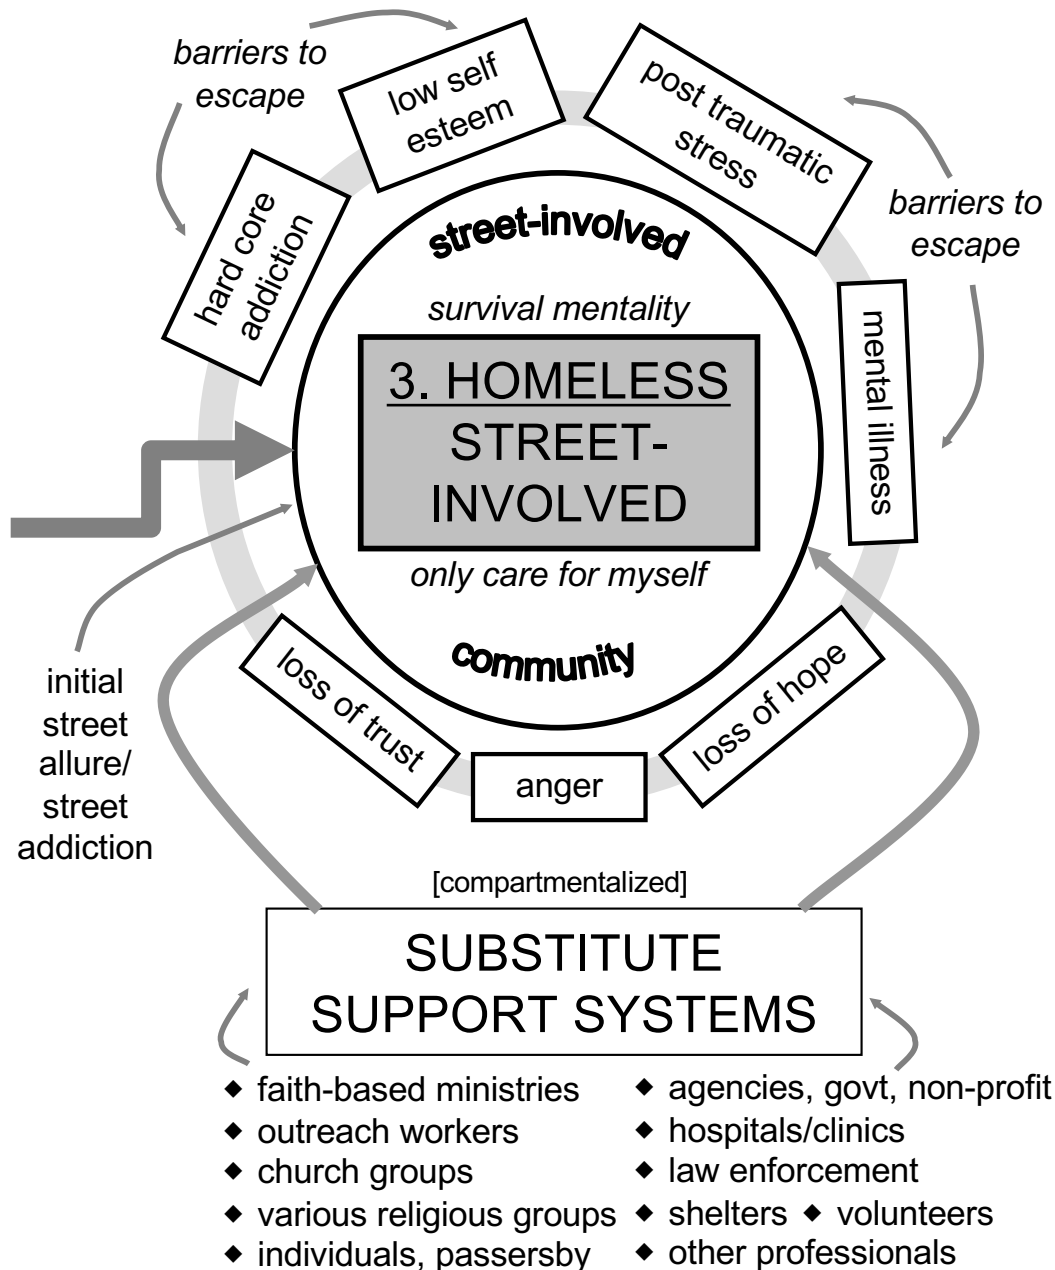 barriers to
escape
low self
esteem
post traumatic
stress
barriers to
escape
hard core
addiction
mental illness
street-involved
survival mentality
3. HOMELESS
STREET-
INVOLVED
only care for myself
community
loss of trust
anger
loss of hope
initial
street
allure/
street
addiction
[compartmentalized]
SUBSTITUTE
SUPPORT SYSTEMS
◆ faith-based ministries
◆ outreach workers
◆ church groups
◆ various religious groups
◆ individuals, passersby
◆ agencies, govt, non-profit
◆ hospitals/clinics
◆ law enforcement
◆ shelters ◆ volunteers
◆ other professionals